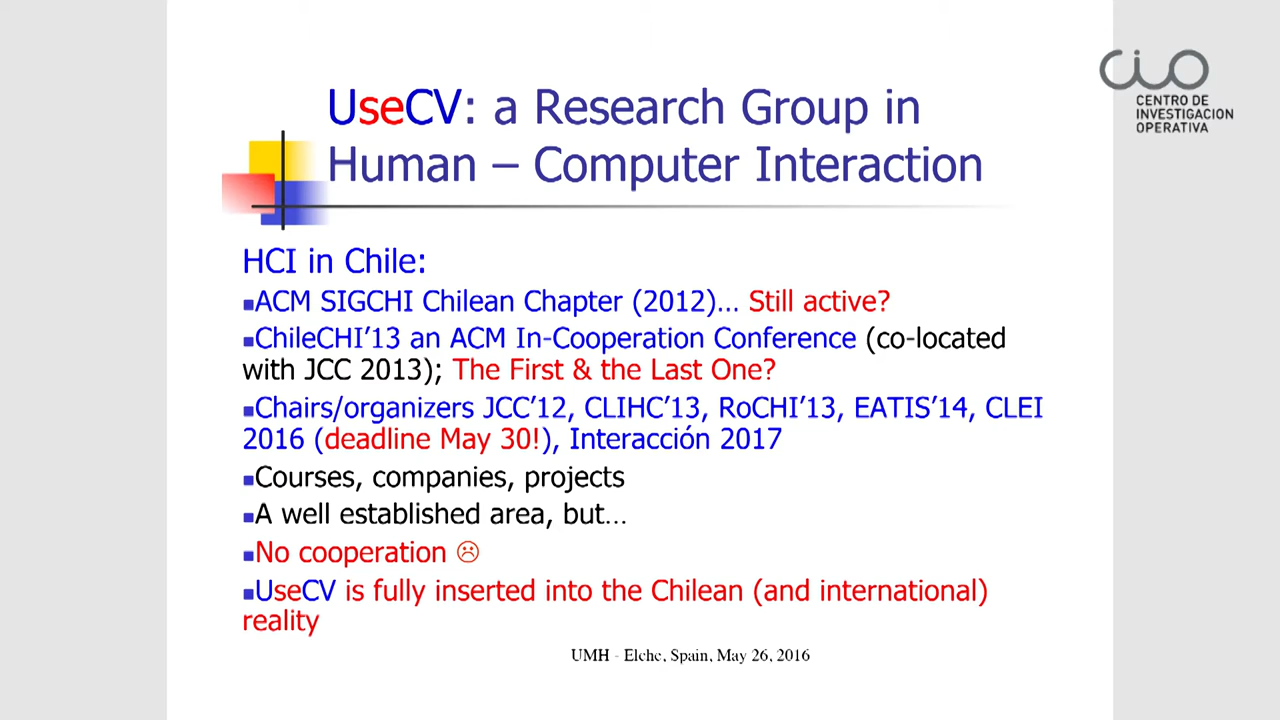 UseCV: a Research Group in
Human – Computer Interaction
CIO
CENTRO DE
INVESTIGACION
OPERATIVA
HCI in Chile:
ACM SIGCHI Chilean Chapter (2012)… Still active?
ChileCHI’13 an ACM In-Cooperation Conference (co-located
with JCC 2013); The First & the Last One?
Chairs/organizers JCC’12, CLIHC’13, RoCHI’13, EATIS’14, CLEI
2016 (deadline May 30!), Interacción 2017
Courses, companies, projects
A well established area, but…
No cooperation ☹
UseCV is fully inserted into the Chilean (and international)
reality
UMH - Elche, Spain, May 26, 2016